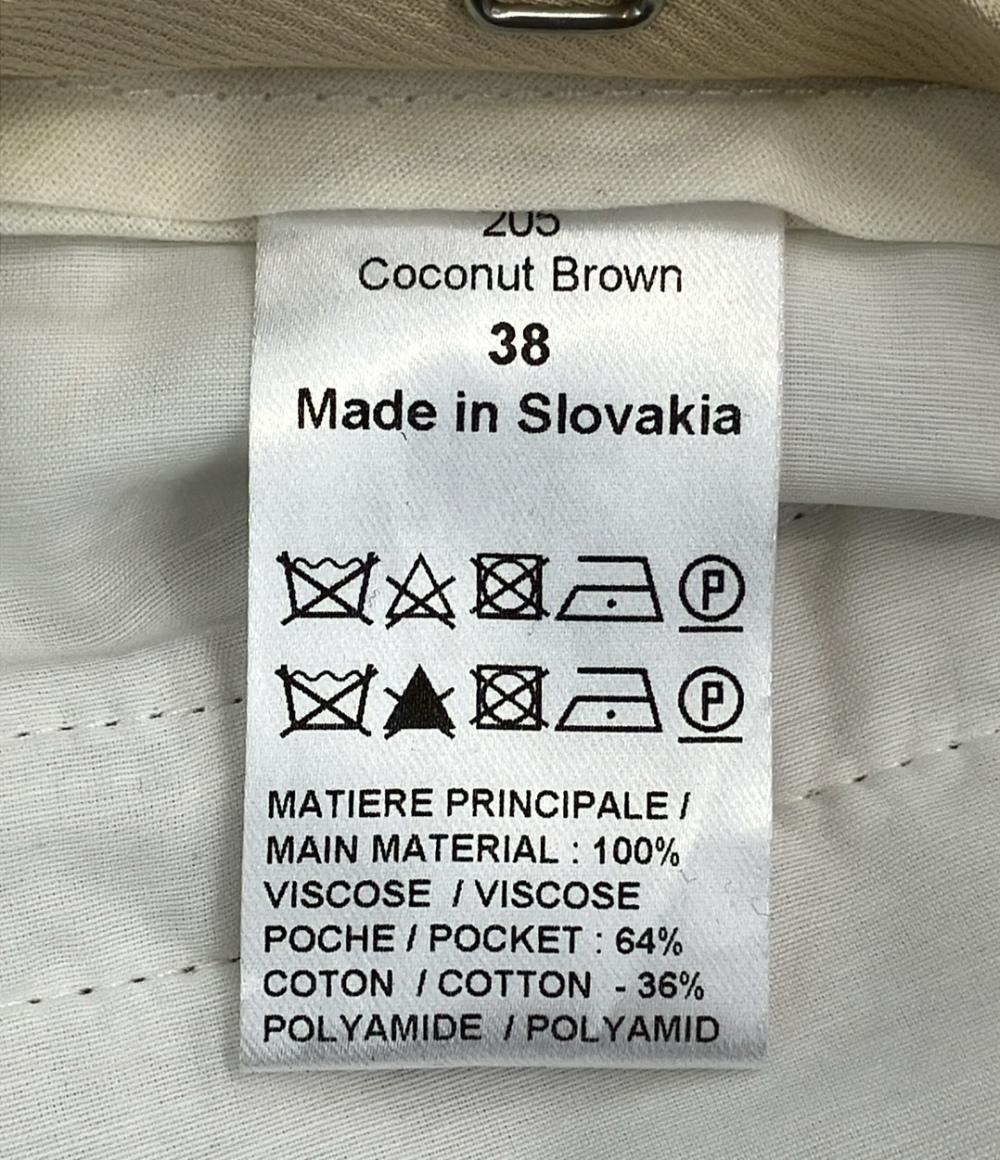 205
Coconut Brown
38
Made in Slovakia
P
P
MATIERE PRINCIPALE /
MAIN MATERIAL : 100%
VISCOSE / VISCOSE
POCHE / POCKET : 64%
COTON / COTTON - 36%
POLYAMIDE / POLYAMID